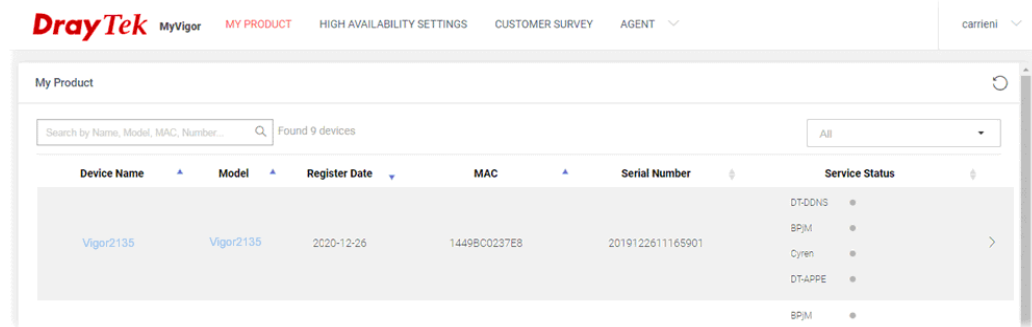 DrayTek MyVigor MY PRODUCT HIGH AVAILABILITY SETTINGS CUSTOMER SURVEY AGENT carrieni
My Product
Search by Name, Model, MAC, Number... Found 9 devices All
Device Name Model Register Date MAC Serial Number Service Status
DT-DDNS
BPjM
Vigor2135 Vigor2135 2020-12-26 1449BC0237E8 2019122611165901
Cyren
DT-APPE
BPjM